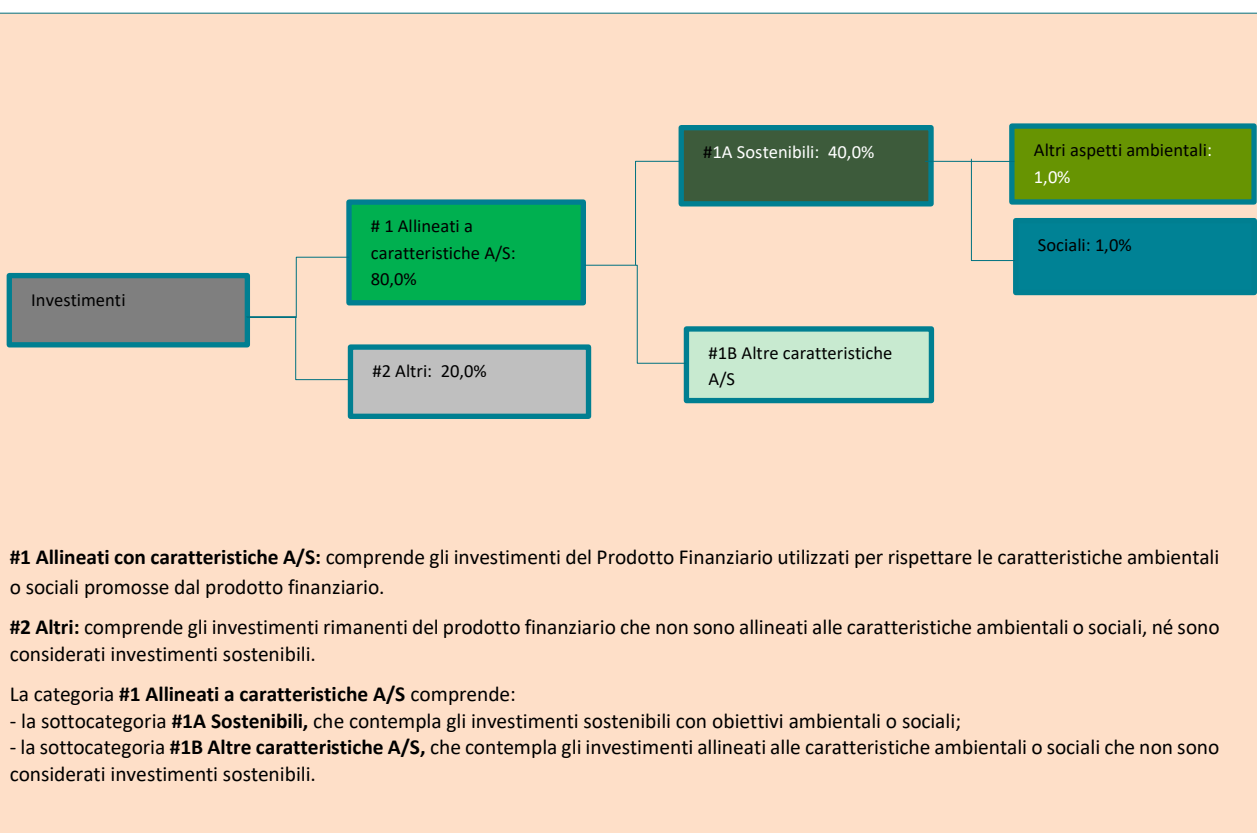 #1A Sostenibili: 40,0%
Altri aspetti ambientali:
1,0%
# 1 Allineati a
caratteristiche A/S:
80,0%
Sociali: 1,0%
Investimenti
#2 Altri: 20,0%
#1B Altre caratteristiche
A/S
#1 Allineati con caratteristiche A/S: comprende gli investimenti del Prodotto Finanziario utilizzati per rispettare le caratteristiche ambientali
o sociali promosse dal prodotto finanziario.
#2 Altri: comprende gli investimenti rimanenti del prodotto finanziario che non sono allineati alle caratteristiche ambientali o sociali, né sono
considerati investimenti sostenibili.
La categoria #1 Allineati a caratteristiche A/S comprende:
- la sottocategoria #1A Sostenibili, che contempla gli investimenti sostenibili con obiettivi ambientali o sociali;
- la sottocategoria #1B Altre caratteristiche A/S, che contempla gli investimenti allineati alle caratteristiche ambientali o sociali che non sono
considerati investimenti sostenibili.